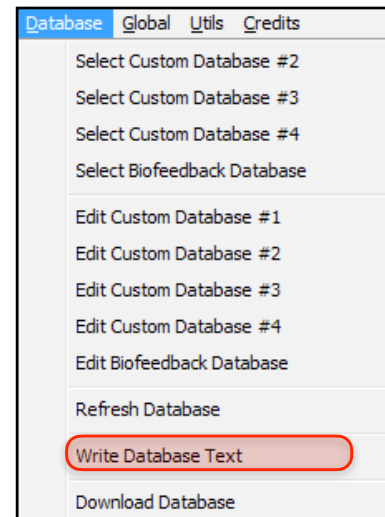 Database Global Utils Credits
Select Custom Database #2
Select Custom Database #3
Select Custom Database #4
Select Biofeedback Database
Edit Custom Database #1
Edit Custom Database #2
Edit Custom Database #3
Edit Custom Database #4
Edit Biofeedback Database
Refresh Database
Write Database Text
Download Database